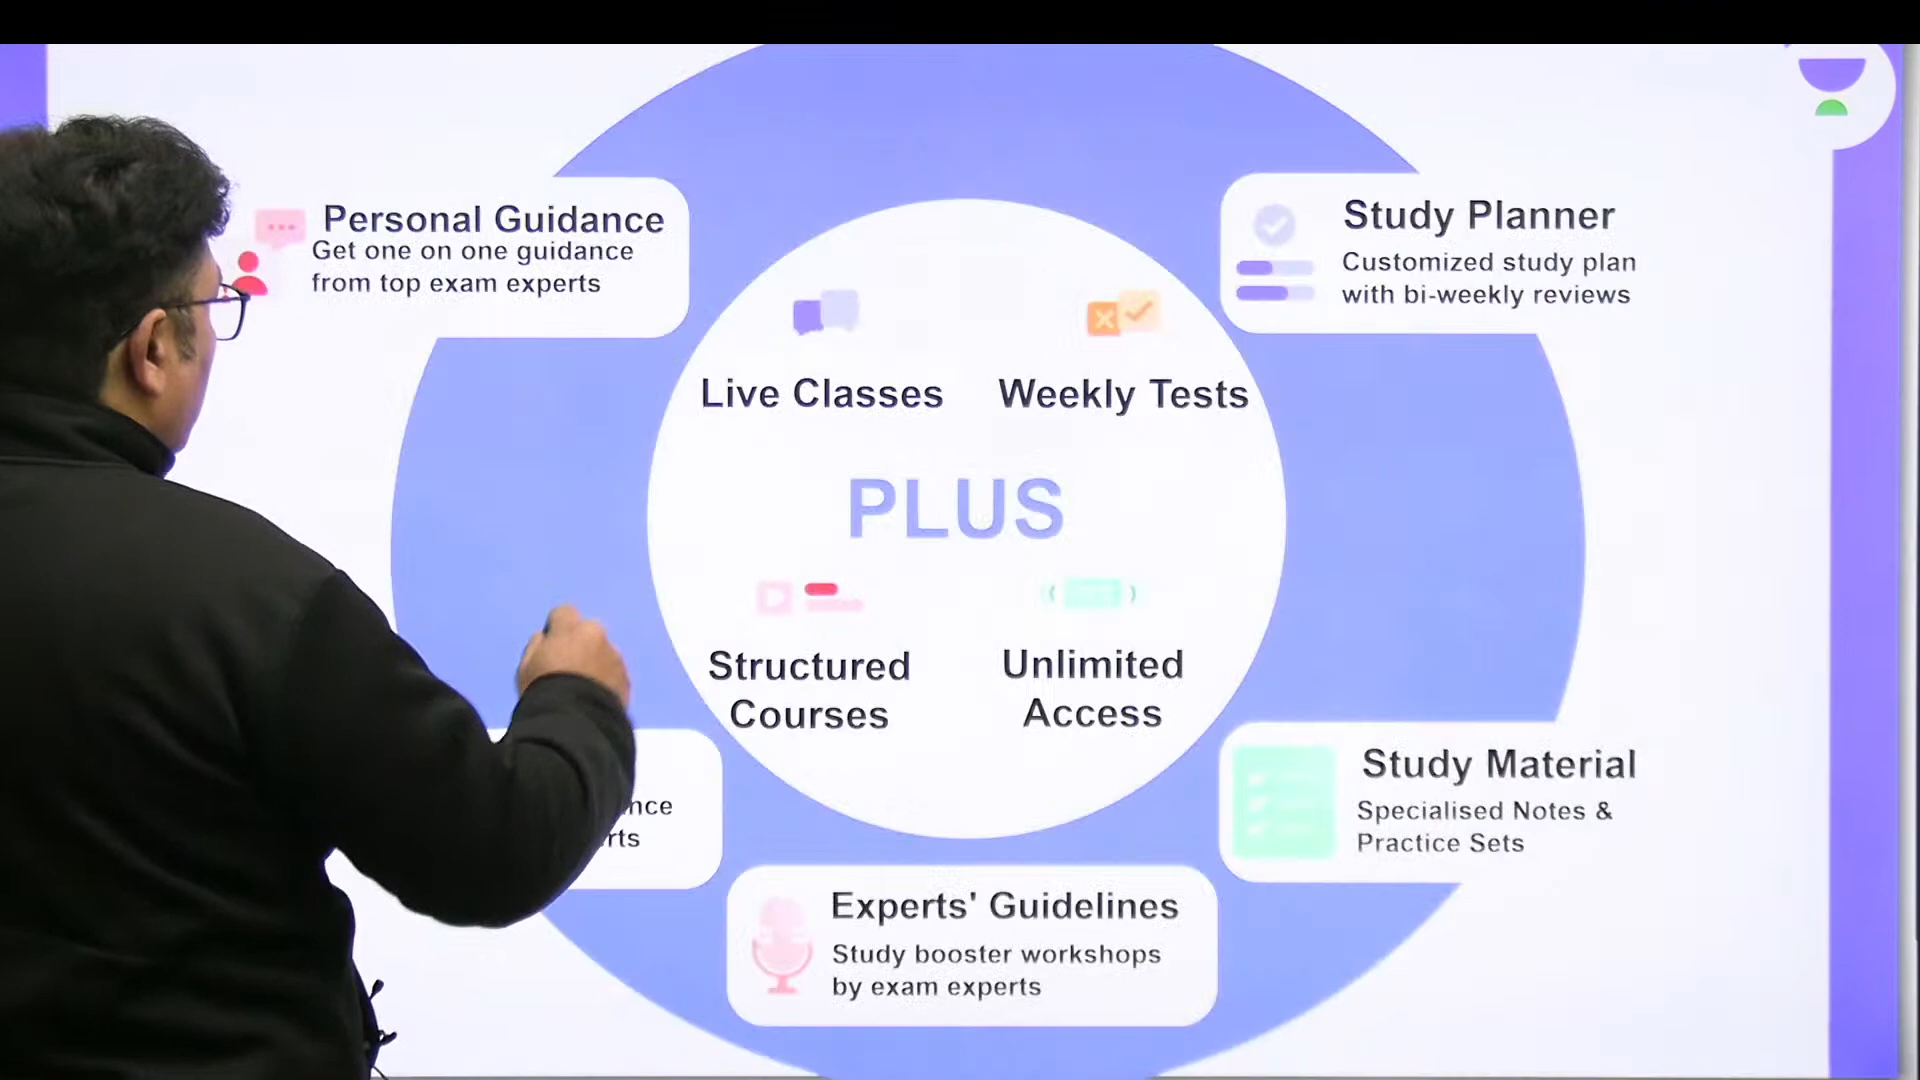 Personal Guidance
Get one on one guidance
from top exam experts
Study Planner
Customized study plan
with bi-weekly reviews
Live Classes
Weekly Tests
PLUS
Structured
Courses
Unlimited
Access
Study Material
Specialised Notes &
Practice Sets
Experts' Guidelines
Study booster workshops
by exam experts